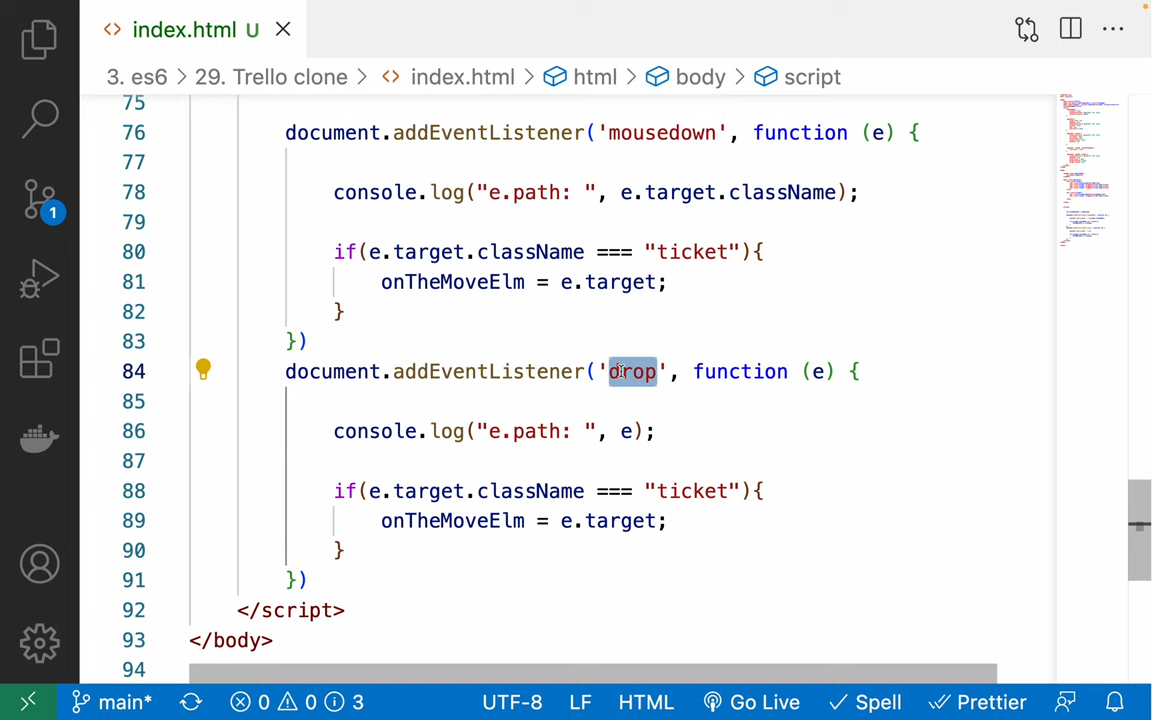 index.html U
3. es6 > 29. Trello clone > index.html > html > body > script
75
76 document.addEventListener('mousedown', function (e) {
77
78 console.log("e.path: ", e.target.className);
79
80 if(e.target.className === "ticket"){
81 onTheMoveElm = e.target;
82 }
83 })
84 document.addEventListener('drop', function (e) {
85
86 console.log("e.path: ", e);
87
88 if(e.target.className === "ticket"){
89 onTheMoveElm = e.target;
90 }
91 })
92 </script>
93 </body>
94
1
main* 0 0 3 UTF-8 LF HTML Go Live Spell Prettier